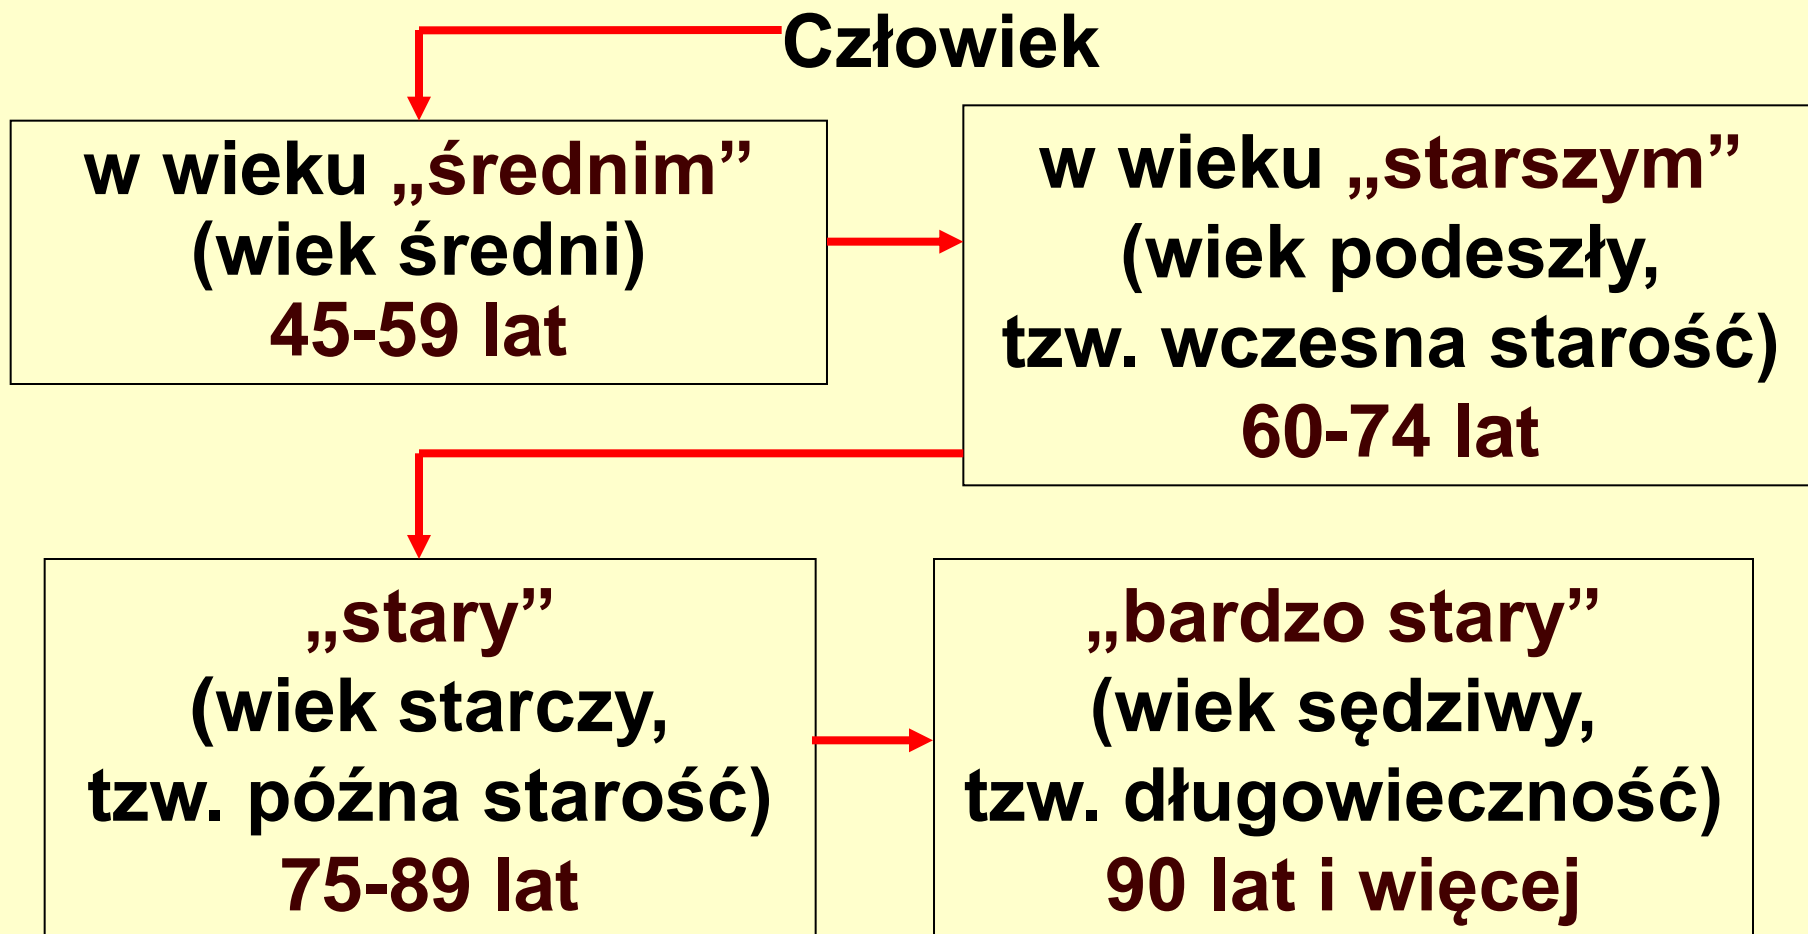 Człowiek
w wieku „średnim”
(wiek średni)
45-59 lat
w wieku „starszym”
(wiek podeszły,
tzw. wczesna starość)
60-74 lat
„stary”
(wiek starczy,
tzw. późna starość)
75-89 lat
„bardzo stary”
(wiek sędziwy,
tzw. długowieczność)
90 lat i więcej